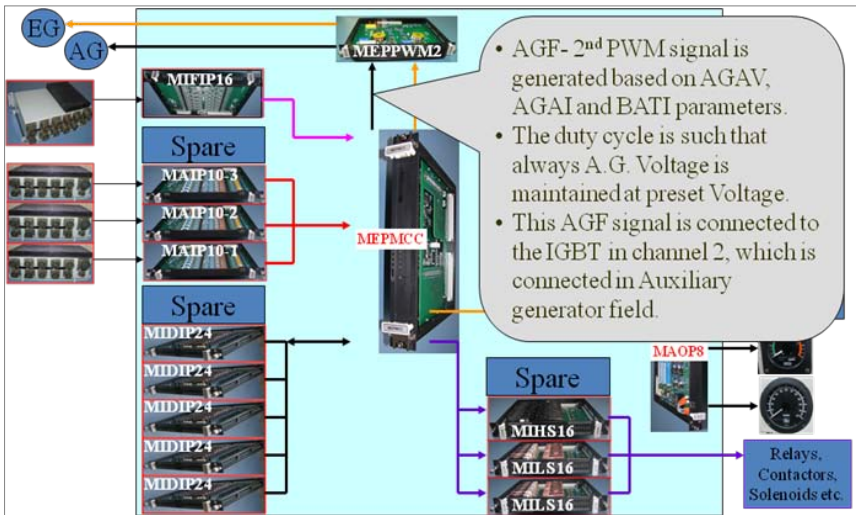 EG
AG
MEPPWM2
MIFIP16
Spare
MAIP10-3
MAIP10-2
MAIP10-1
Spare
MIDIP24
MIDIP24
MIDIP24
MIDIP24
MIDIP24
MEPMCC
• AGF- 2nd PWM signal is
generated based on AGAV,
AGAI and BATI parameters.
• The duty cycle is such that
always A.G. Voltage is
maintained at preset Voltage.
• This AGF signal is connected to
the IGBT in channel 2, which is
connected in Auxiliary
generator field.
MAOP8
Spare
MIHS16
MILS16
MILS16
Relays,
Contactors,
Solenoids etc.